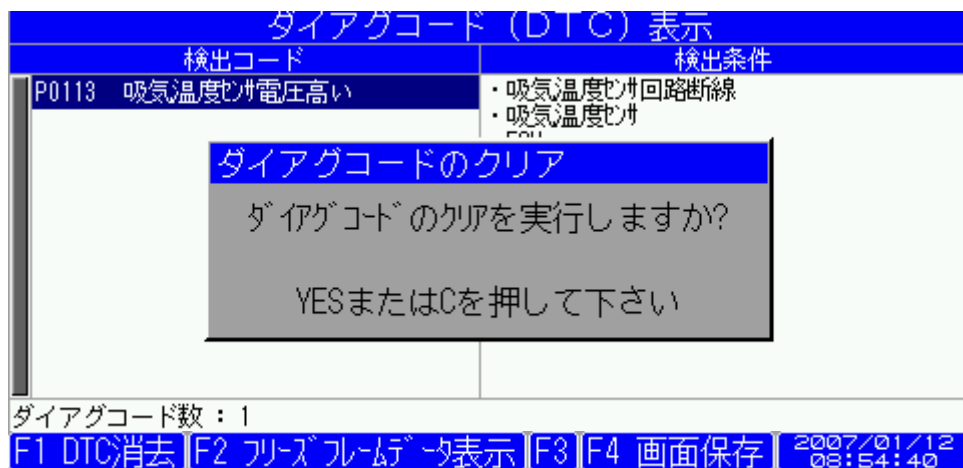 ダイアグコード（DTC）表示
検出コード
検出条件
P0113 吸気温度ｾﾝｻ電圧高い
・吸気温度ｾﾝｻ回路断線
・吸気温度ｾﾝｻ
ダイアグコードのクリア
ﾀﾞｲｱｸﾞｺｰﾄﾞのｸﾘｱを実行しますか?
YESまたはCを押して下さい
ダイアグコード数：1
F1 DTC消去 F2 ﾌﾘｰｽﾞﾌﾚｰﾑﾃﾞｰﾀ表示 F3 F4 画面保存 2007/01/12 08:54:40